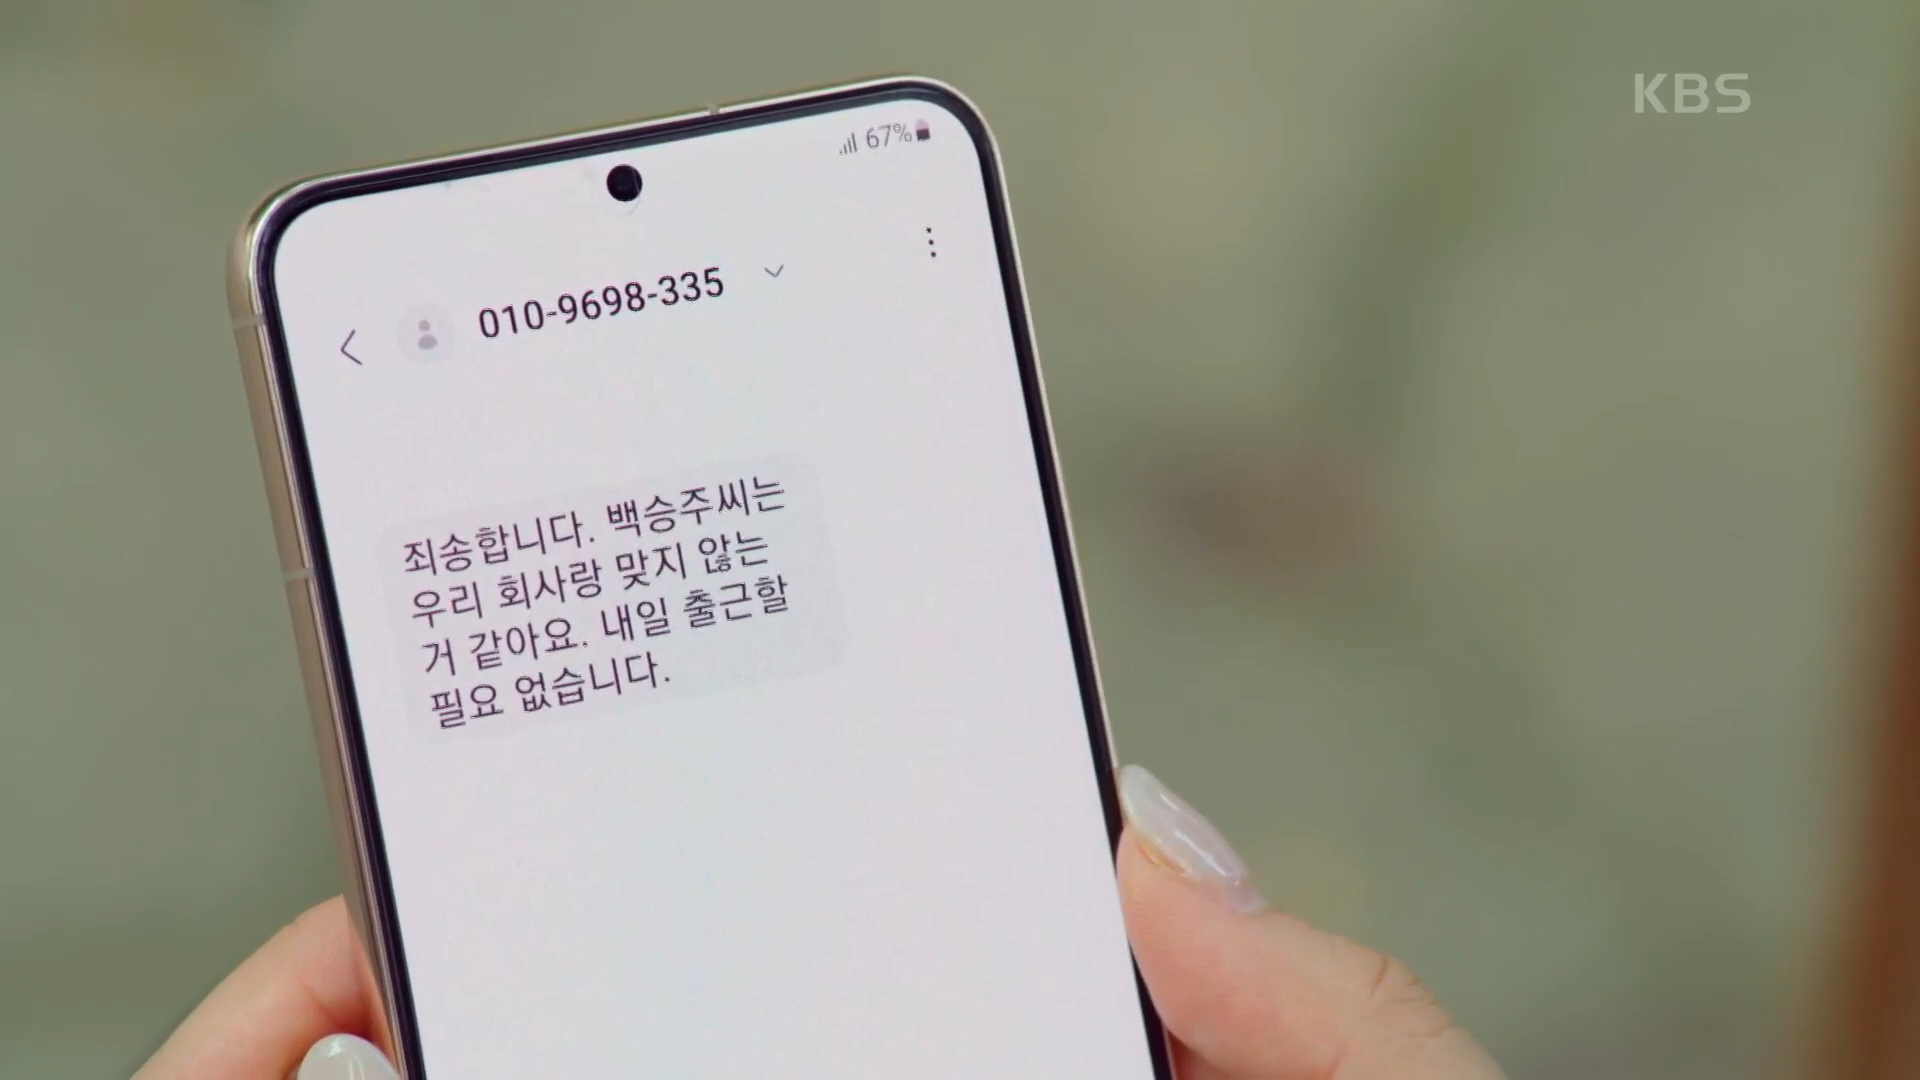 KBS
67%
010-9698-335
죄송합니다. 백승주씨는
우리 회사랑 맞지 않는
거 같아요. 내일 출근할
필요 없습니다.